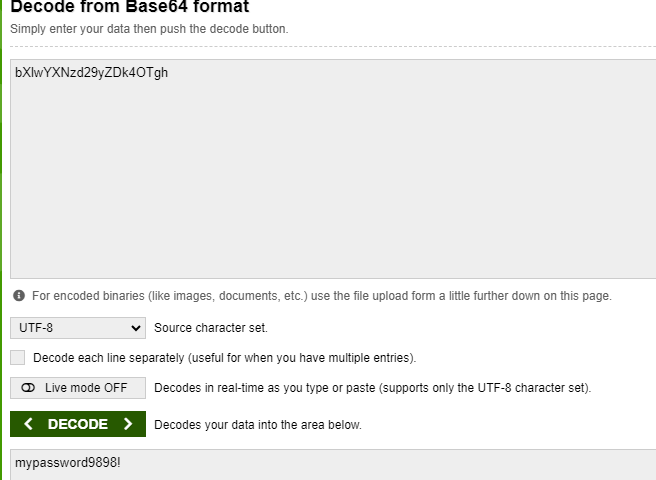 Decode from Base64 format
Simply enter your data then push the decode button.
bXlwYXNzd29yZDk4OTgh
For encoded binaries (like images, documents, etc.) use the file upload form a little further down on this page.
UTF-8 Source character set.
Decode each line separately (useful for when you have multiple entries).
Live mode OFF Decodes in real-time as you type or paste (supports only the UTF-8 character set).
< DECODE > Decodes your data into the area below.
mypassword9898!